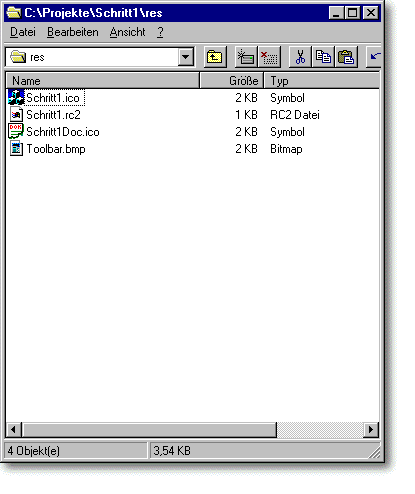 C:\Projekte\Schritt1\res
Datei Bearbeiten Ansicht ?
res
Name Größe Typ
Schritt1.ico 2 KB Symbol
Schritt1.rc2 1 KB RC2 Datei
Schritt1Doc.ico 2 KB Symbol
Toolbar.bmp 2 KB Bitmap
4 Objekt(e) 3,54 KB